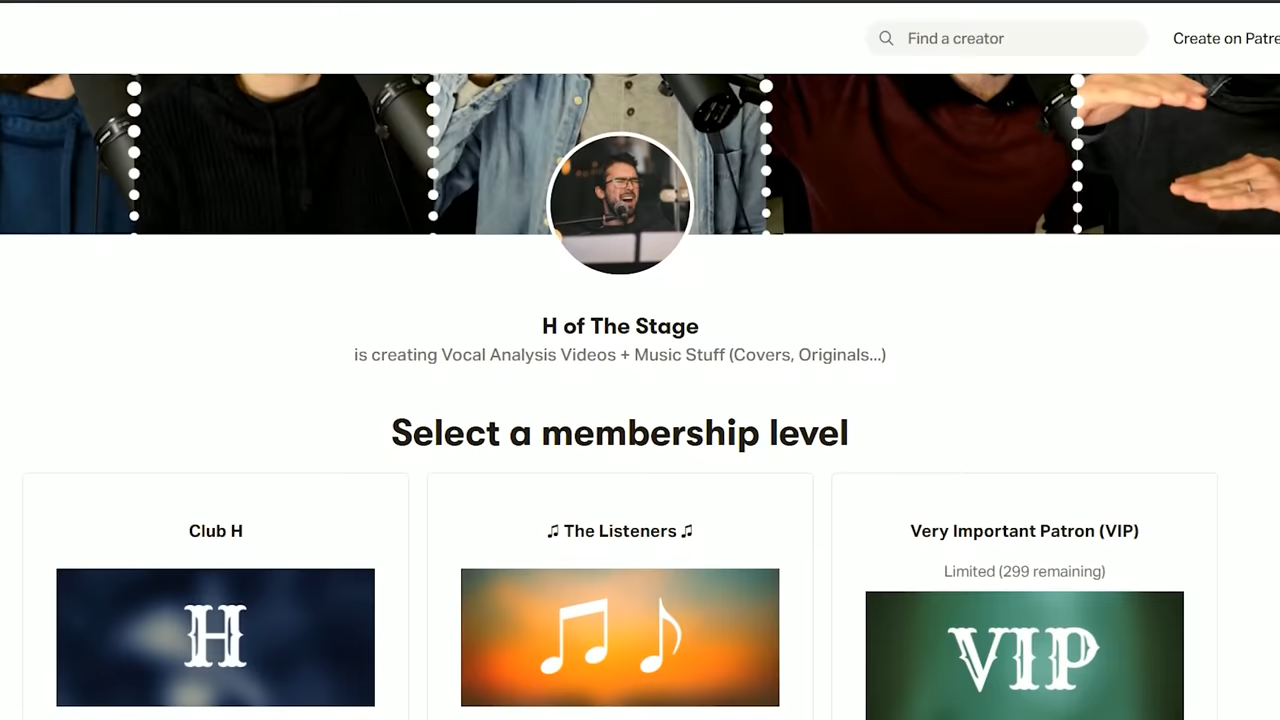 Find a creator
Create on Patre
H of The Stage
is creating Vocal Analysis Videos + Music Stuff (Covers, Originals...)
Select a membership level
Club H
♫ The Listeners ♫
Very Important Patron (VIP)
Limited (299 remaining)
H
VIP